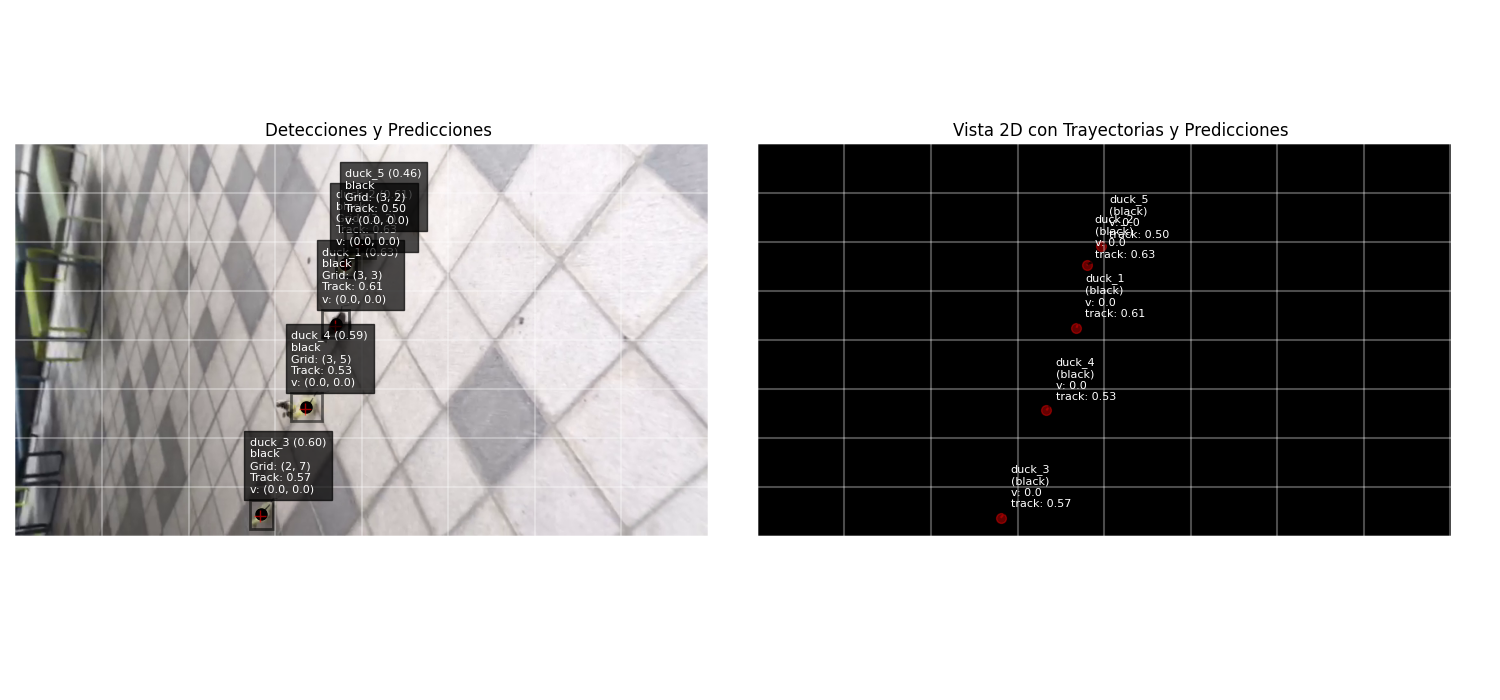 Detecciones y Predicciones
duck_5 (0.46)
black
Grid: (3, 2)
Track: 0.50
v: (0.0, 0.0)
Track: 0.63
v: (0.0, 0.0)
duck_1 (0.63)
black
Grid: (3, 3)
Track: 0.61
v: (0.0, 0.0)
duck_4 (0.59)
black
Grid: (3, 5)
Track: 0.53
v: (0.0, 0.0)
duck_3 (0.60)
black
Grid: (2, 7)
Track: 0.57
v: (0.0, 0.0)
Vista 2D con Trayectorias y Predicciones
duck_5
(black)
v: 0.0
track: 0.50
duck_2
(black)
v: 0.0
track: 0.63
duck_1
(black)
v: 0.0
track: 0.61
duck_4
(black)
v: 0.0
track: 0.53
duck_3
(black)
v: 0.0
track: 0.57